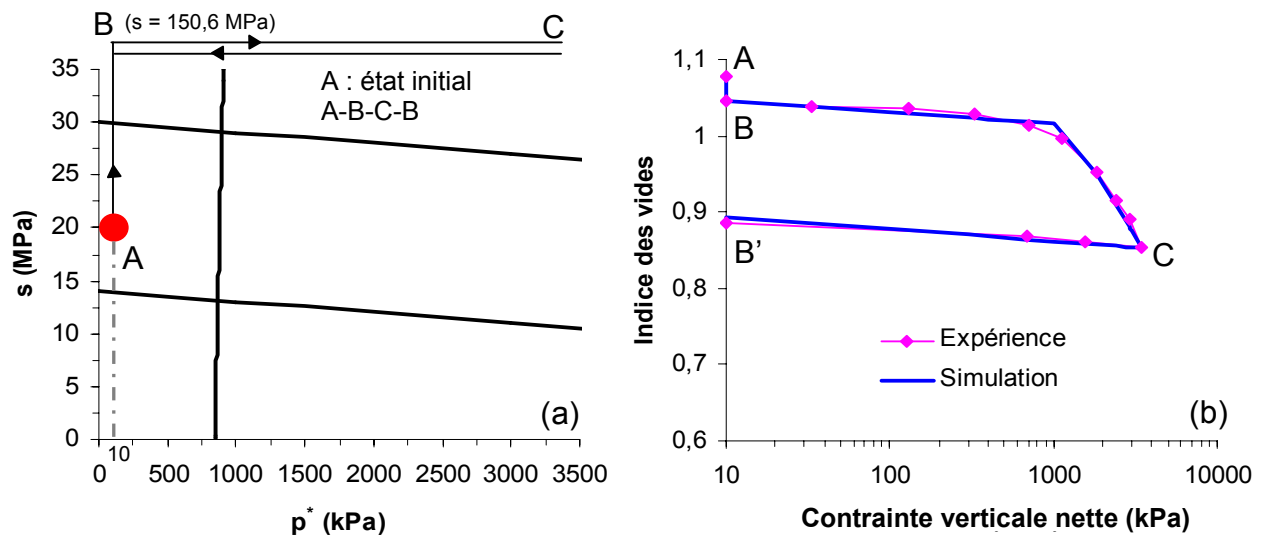 B (s = 150,6 MPa) C
A : état initial
A-B-C-B
35
30
25
20
15
10
5
0
s (MPa)
A
10
0 500 1000 1500 2000 2500 3000 3500
p* (kPa)
(a)
1,1
1
0,9
0,8
0,7
0,6
Indice des vides
A
B
B'
C
Expérience
Simulation
(b)
10 100 1000 10000
Contrainte verticale nette (kPa)